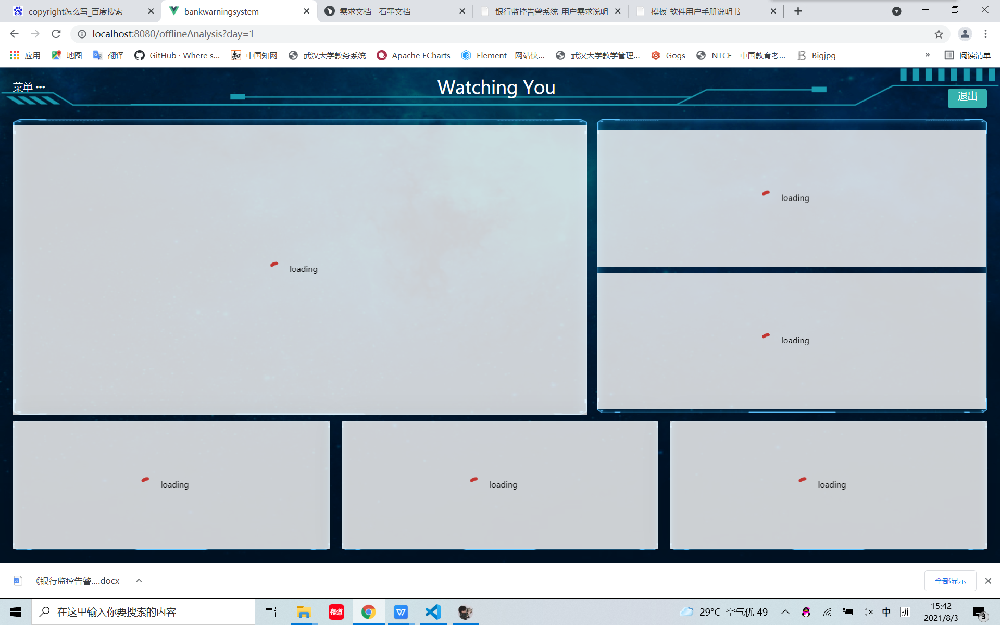 copyright怎么写_百度搜索
bankwarningsystem
需求文档 - 石墨文档
银行监控告警系统-用户需求说明
模板-软件用户手册说明书
localhost:8080/offlineAnalysis?day=1
应用
地图
翻译
GitHub · Where s...
中国知网
武汉大学教务系统
Apache ECharts
Element - 网站快...
武汉大学教学管理...
Gogs
NTCE - 中国教育考...
Bigjpg
»
阅读清单
菜单 •••
Watching You
退出
loading
loading
loading
loading
loading
loading
《银行监控告警....docx
全部显示
在这里输入你要搜索的内容
有道
29°C 空气优 49
中
拼
15:42
2021/8/3
3